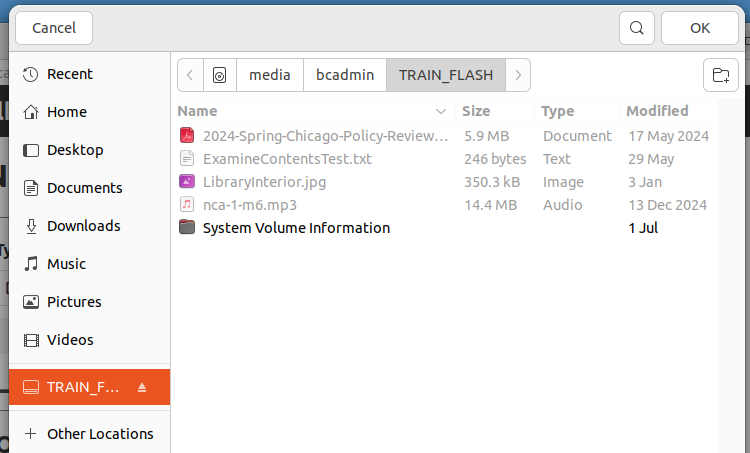 Cancel
OK
Recent
Home
Desktop
Documents
Downloads
Music
Pictures
Videos
TRAIN_F...
Other Locations
media bcadmin TRAIN_FLASH
Name Size Type Modified
2024-Spring-Chicago-Policy-Review... 5.9 MB Document 17 May 2024
ExamineContentsTest.txt 246 bytes Text 29 May
LibraryInterior.jpg 350.3 kB Image 3 Jan
nca-1-m6.mp3 14.4 MB Audio 13 Dec 2024
System Volume Information 1 Jul